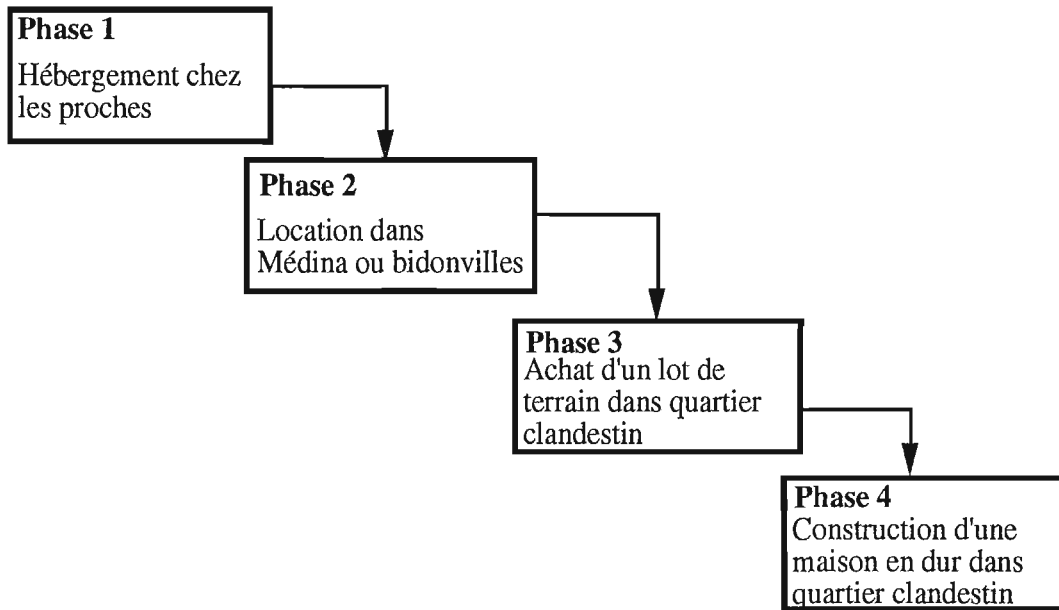 Phase 1
Hébergement chez
les proches
Phase 2
Location dans
Médina ou bidonvilles
Phase 3
Achat d'un lot de
terrain dans quartier
clandestin
Phase 4
Construction d'une
maison en dur dans
quartier clandestin